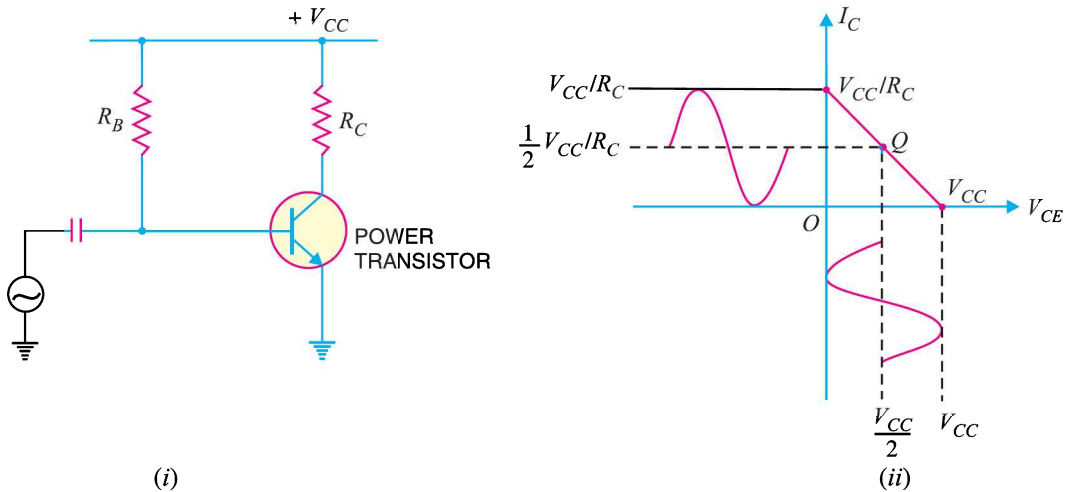 + V_CC
R_B
R_C
POWER
TRANSISTOR
(i)
I_C
V_CC/R_C
V_CC/R_C
1/2 V_CC/R_C
Q
V_CC
O
V_CE
V_CC/2
V_CC
(ii)